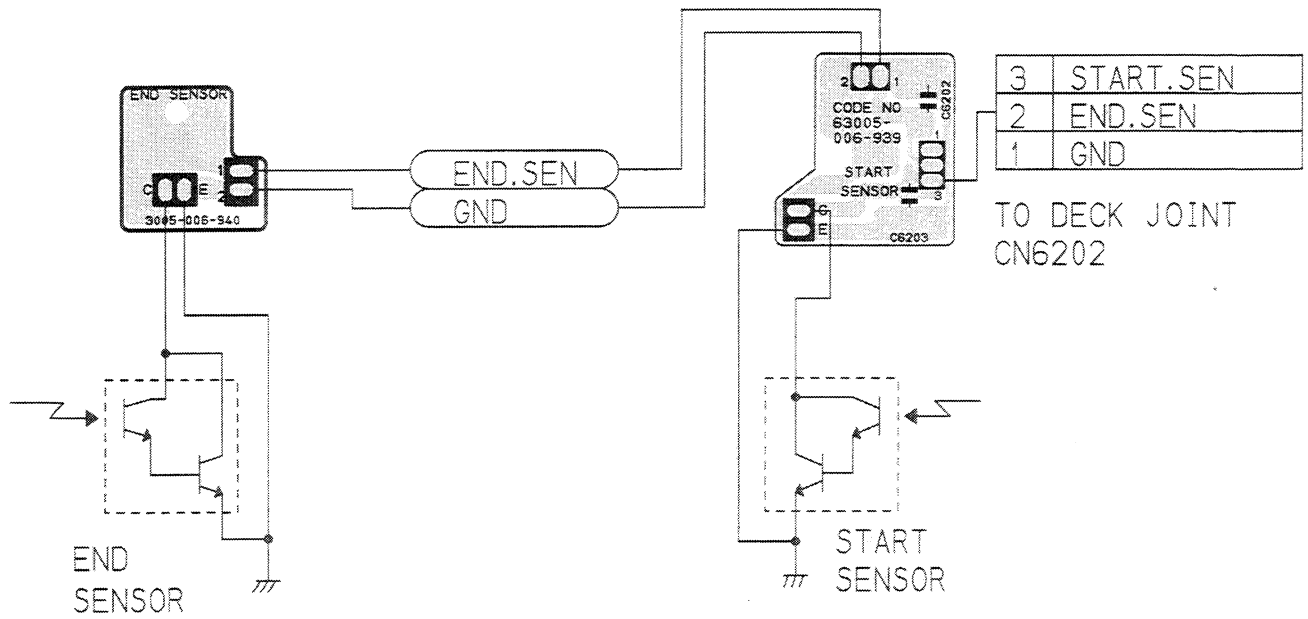 END SENSOR
1
2
C E
3005-006-940
END.SEN
GND
2 1
CODE NO
63005-
006-939
C6202
1
START
SENSOR
3
C
E
C6203
3 START.SEN
2 END.SEN
1 GND
TO DECK JOINT
CN6202
END
SENSOR
START
SENSOR